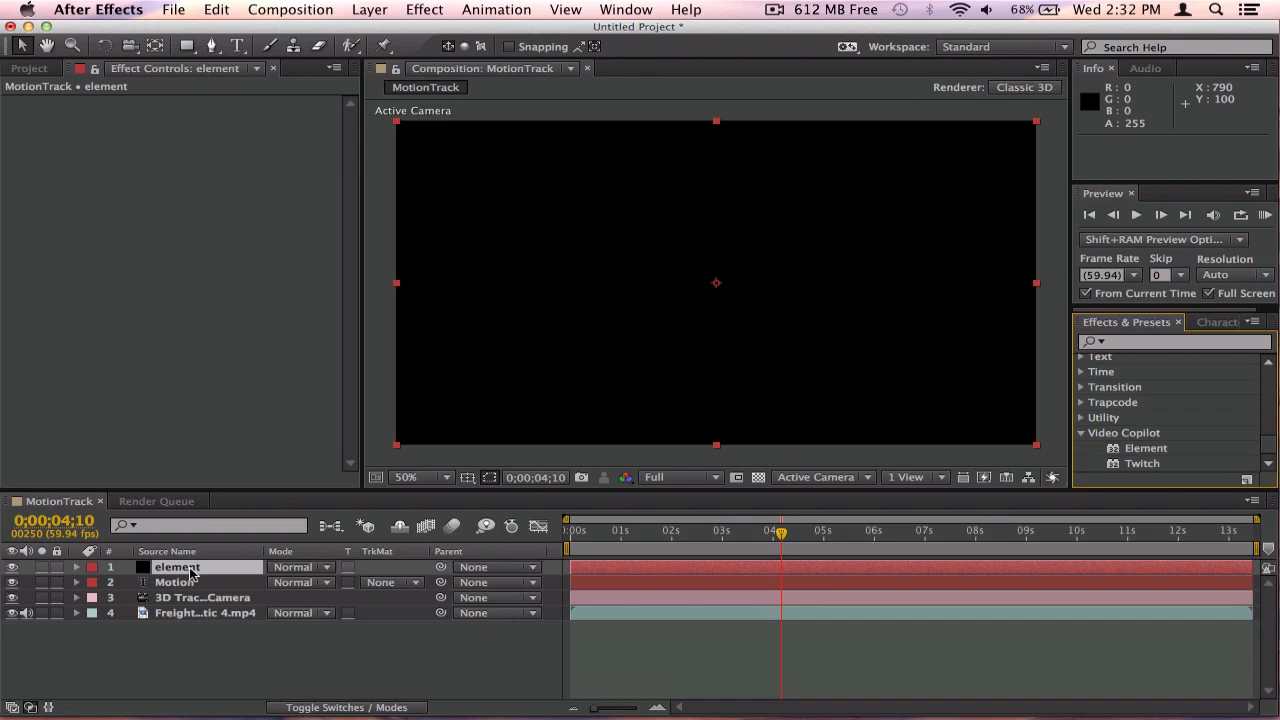 After Effects File Edit Composition Layer Effect Animation View Window Help 612 MB Free 68% Wed 2:32 PM
Untitled Project *
Snapping Workspace: Standard Search Help
Project Effect Controls: element Composition: MotionTrack Info Audio
MotionTrack • element MotionTrack Renderer: Classic 3D
R: 0 X: 790
G: 0 Y: 100
B: 0
A: 255
Active Camera
Preview
Shift+RAM Preview Opti...
Frame Rate Skip Resolution
(59.94) 0 Auto
From Current Time Full Screen
Effects & Presets Charact
Text
Time
Transition
Trapcode
Utility
Video Copilot
Element
Twitch
50% 0;00;04;10 Full Active Camera 1 View
MotionTrack Render Queue
0;00;04;10
00250 (59.94 fps)
:00s 01s 02s 03s 04s 05s 06s 07s 08s 09s 10s 11s 12s 13s
# Source Name Mode T TrkMat Parent
1 element Normal None
2 Motion Normal None None
3 3D Trac...Camera None
4 Freight...tic 4.mp4 Normal None
Toggle Switches / Modes